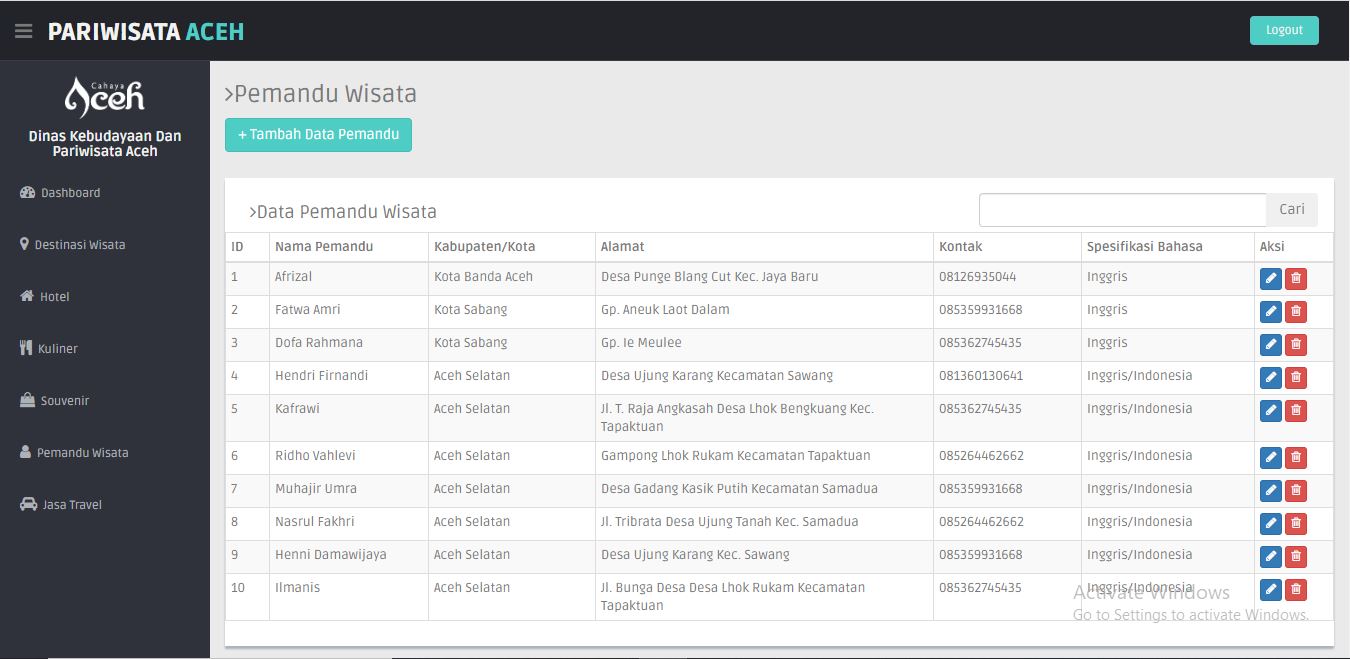 PARIWISATA ACEH
Logout
Cahaya
Aceh
Dinas Kebudayaan Dan
Pariwisata Aceh
Dashboard
Destinasi Wisata
Hotel
Kuliner
Souvenir
Pemandu Wisata
Jasa Travel
>Pemandu Wisata
+ Tambah Data Pemandu
>Data Pemandu Wisata
Cari
ID Nama Pemandu Kabupaten/Kota Alamat Kontak Spesifikasi Bahasa Aksi
1 Afrizal Kota Banda Aceh Desa Punge Blang Cut Kec. Jaya Baru 08126935044 Inggris
2 Fatwa Amri Kota Sabang Gp. Aneuk Laot Dalam 085359931668 Inggris
3 Dofa Rahmana Kota Sabang Gp. Ie Meulee 085362745435 Inggris
4 Hendri Firnandi Aceh Selatan Desa Ujung Karang Kecamatan Sawang 081360130641 Inggris/Indonesia
5 Kafrawi Aceh Selatan Jl. T. Raja Angkasah Desa Lhok Bengkuang Kec. 085362745435 Inggris/Indonesia
Tapaktuan
6 Ridho Vahlevi Aceh Selatan Gampong Lhok Rukam Kecamatan Tapaktuan 085264462662 Inggris/Indonesia
7 Muhajir Umra Aceh Selatan Desa Gadang Kasik Putih Kecamatan Samadua 085359931668 Inggris/Indonesia
8 Nasrul Fakhri Aceh Selatan Jl. Tribrata Desa Ujung Tanah Kec. Samadua 085264462662 Inggris/Indonesia
9 Henni Damawijaya Aceh Selatan Desa Ujung Karang Kec. Sawang 085359931668 Inggris/Indonesia
10 Ilmanis Aceh Selatan Jl. Bunga Desa Desa Lhok Rukam Kecamatan 085362745435 Inggris/Indonesia
Tapaktuan
Activate Windows
Go to Settings to activate Windows.